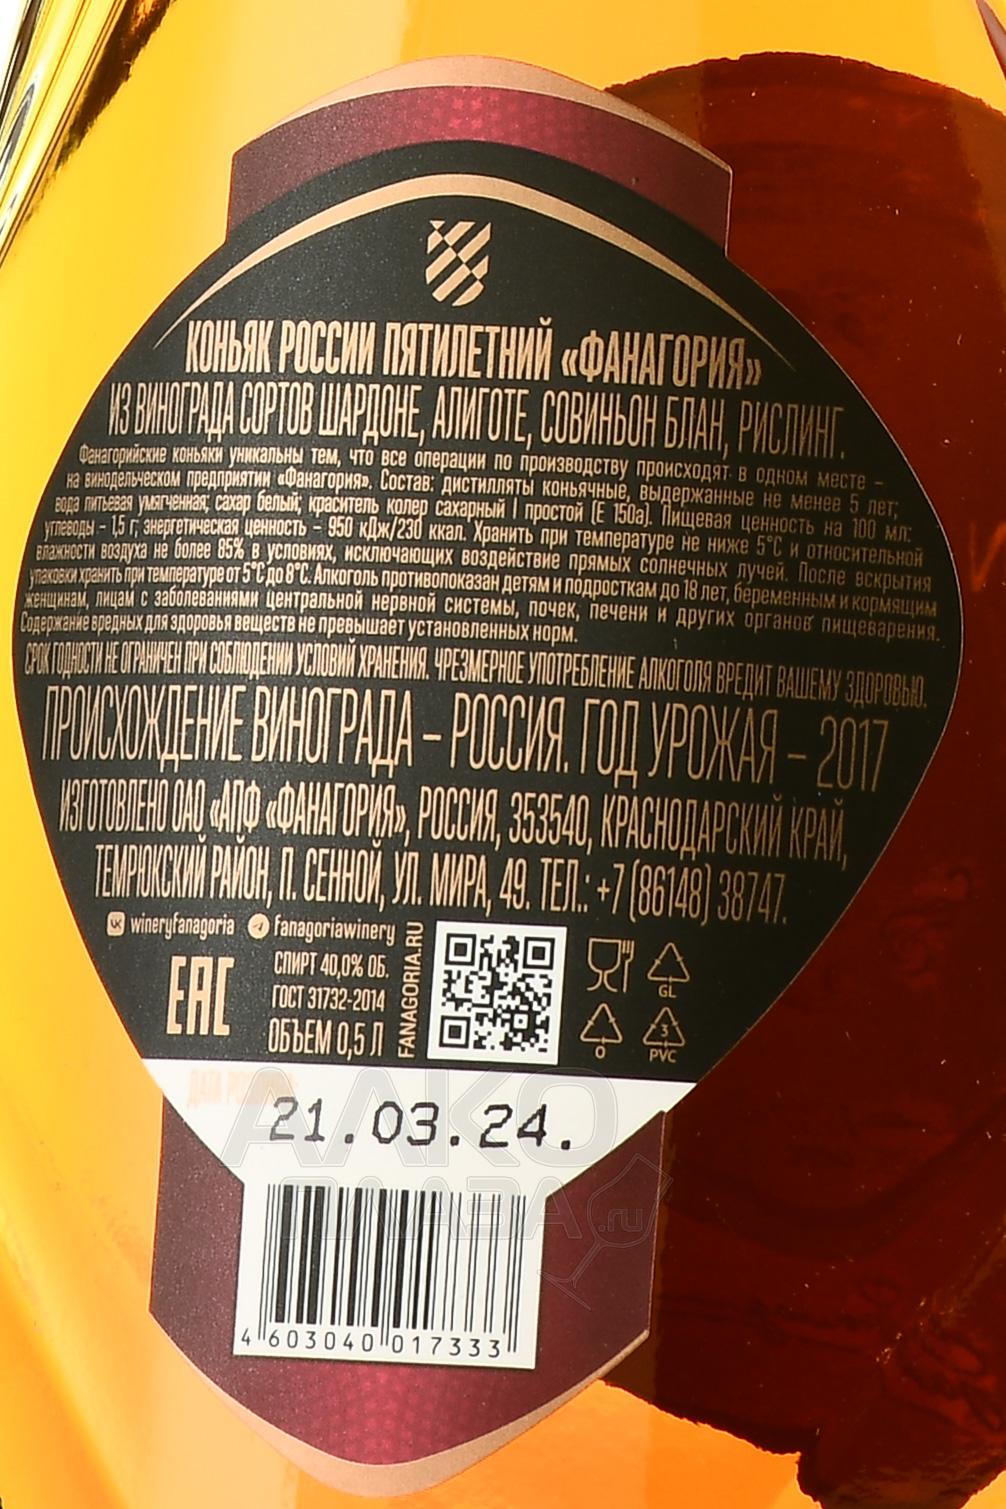 КОНЬЯК РОССИИ ПЯТИЛЕТНИЙ «ФАНАГОРИЯ»
ИЗ ВИНОГРАДА СОРТОВ ШАРДОНЕ, АЛИГОТЕ, СОВИНЬОН БЛАН, РИСЛИНГ.
Фанагорийские коньяки уникальны тем, что все операции по производству происходят в одном месте –
на винодельческом предприятии «Фанагория». Состав: дистилляты коньячные, выдержанные не менее 5 лет;
вода питьевая умягченная; сахар белый; краситель колер сахарный I простой (Е 150а). Пищевая ценность на 100 мл:
углеводы – 1,5 г; энергетическая ценность – 950 кДж/230 ккал. Хранить при температуре не ниже 5°С и относительной
влажности воздуха не более 85% в условиях, исключающих воздействие прямых солнечных лучей. После вскрытия
упаковки хранить при температуре от 5°С до 8°С. Алкоголь противопоказан детям и подросткам до 18 лет, беременным и кормящим
женщинам, лицам с заболеваниями центральной нервной системы, почек, печени и других органов пищеварения.
Содержание вредных для здоровья веществ не превышает установленных норм.
СРОК ГОДНОСТИ НЕ ОГРАНИЧЕН ПРИ СОБЛЮДЕНИИ УСЛОВИЙ ХРАНЕНИЯ. ЧРЕЗМЕРНОЕ УПОТРЕБЛЕНИЕ АЛКОГОЛЯ ВРЕДИТ ВАШЕМУ ЗДОРОВЬЮ.
ПРОИСХОЖДЕНИЕ ВИНОГРАДА – РОССИЯ. ГОД УРОЖАЯ – 2017
ИЗГОТОВЛЕНО ОАО «АПФ «ФАНАГОРИЯ», РОССИЯ, 353540, КРАСНОДАРСКИЙ КРАЙ,
ТЕМРЮКСКИЙ РАЙОН, П. СЕННОЙ, УЛ. МИРА, 49. ТЕЛ.: +7 (86148) 38747.
wineryfanagoria fanagoriawinery
EAC
СПИРТ 40,0% ОБ.
ГОСТ 31732-2014
ОБЪЕМ 0,5 Л
FANAGORIA.RU
GL
0
3
PVC
ДАТА РОЗЛИВА:
21.03.24.
АЛКО
ПЛАЗА
.ru
4 603040 017333